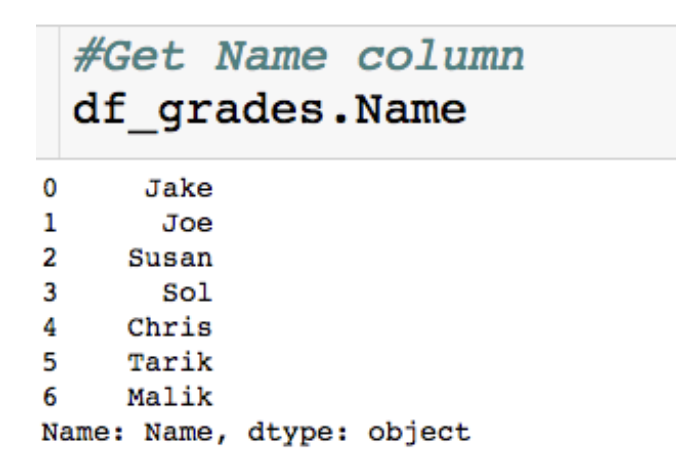 #Get Name column
df_grades.Name
0 Jake
1 Joe
2 Susan
3 Sol
4 Chris
5 Tarik
6 Malik
Name: Name, dtype: object